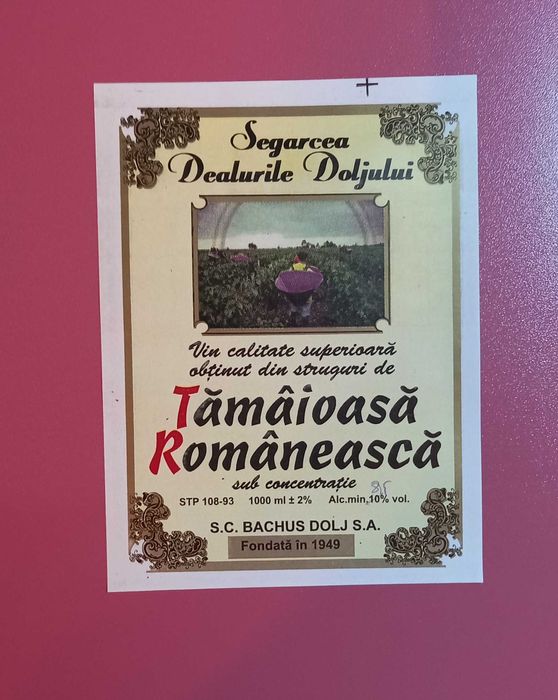 Segarcea
Dealurile Doljului
Vin calitate superioară
obținut din struguri de
Tămâioasă
Românească
sub concentrație
STP 108-93 1000 ml ± 2% Alc.min.10% vol.
S.C. BACHUS DOLJ S.A.
Fondată în 1949